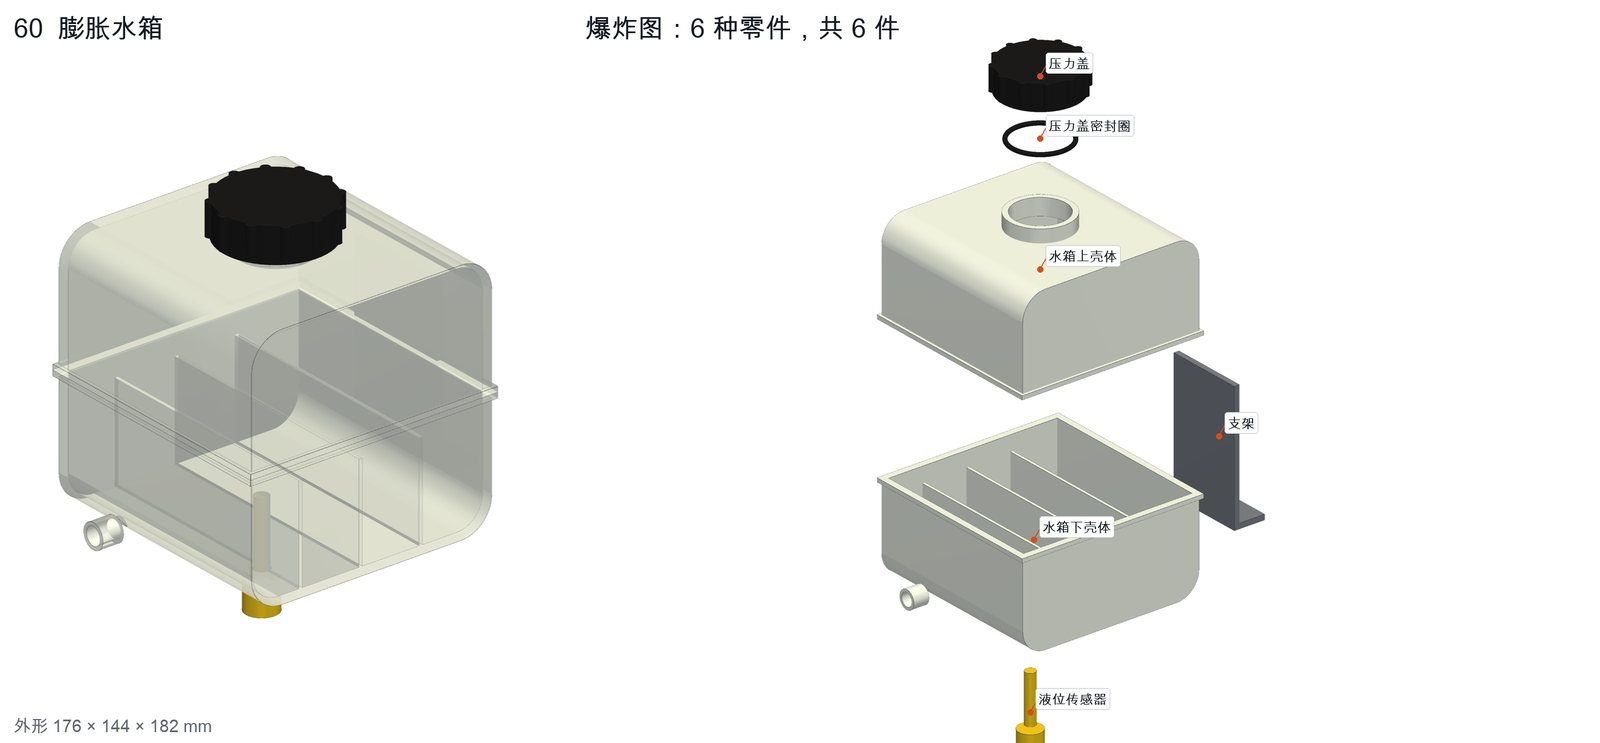 60 膨胀水箱
爆炸图：6 种零件，共 6 件
压力盖
压力盖密封圈
水箱上壳体
支架
水箱下壳体
液位传感器
外形 176 × 144 × 182 mm